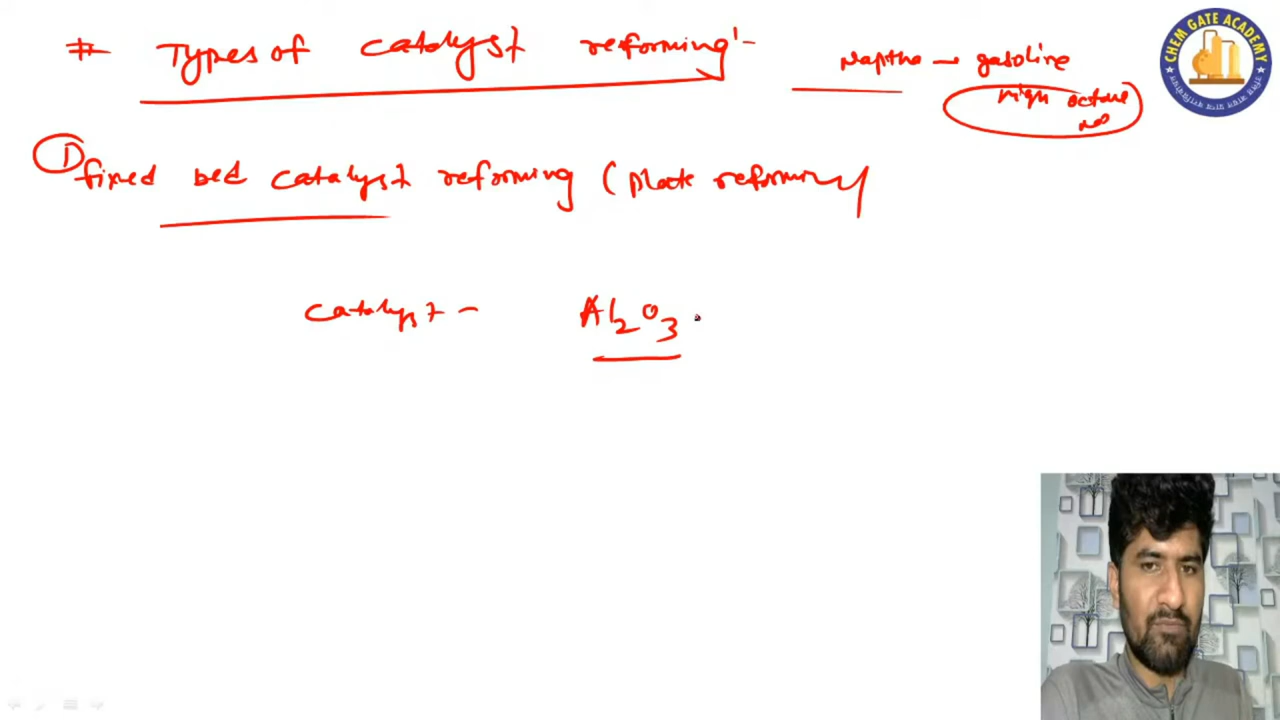 # Types of catalyst reforming :-
Naptha → gasoline
High octane no
① fixed bed catalyst reforming (Plate reforming)
catalyst - Al2O3
CHEM GATE ACADEMY